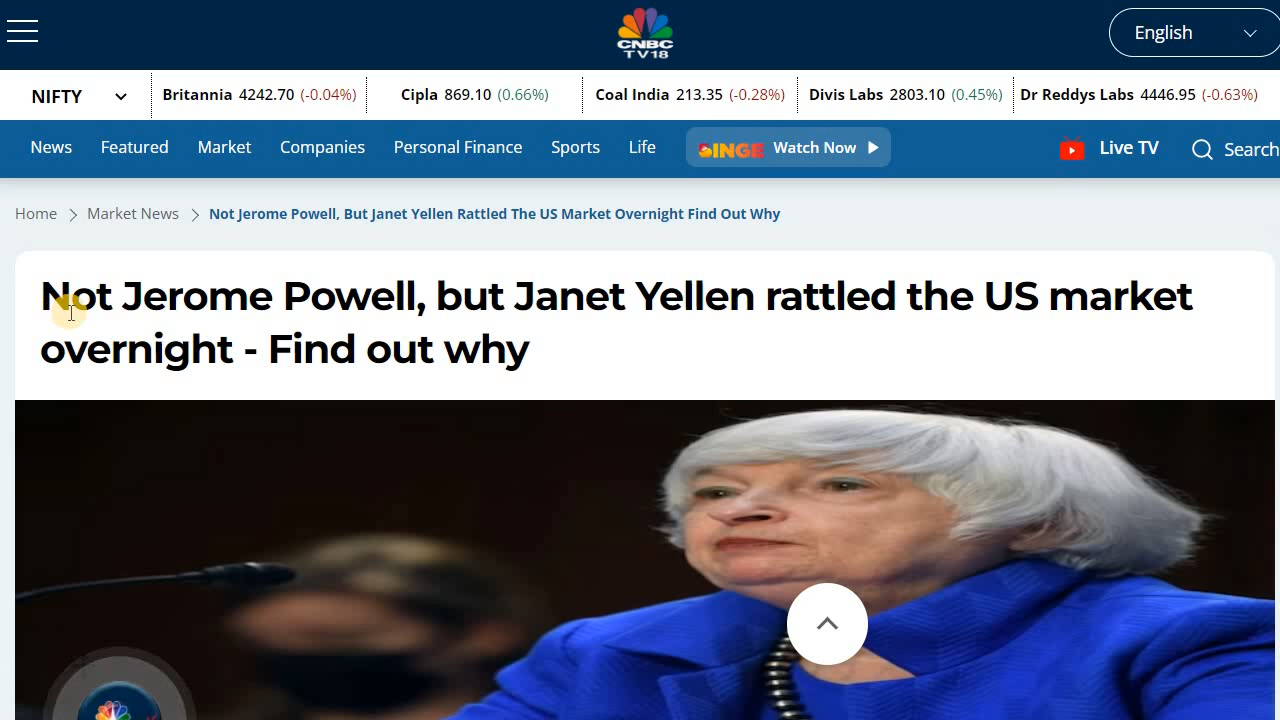 CNBC
TV18
English
NIFTY
Britannia 4242.70 (-0.04%)
Cipla 869.10 (0.66%)
Coal India 213.35 (-0.28%)
Divis Labs 2803.10 (0.45%)
Dr Reddys Labs 4446.95 (-0.63%)
News Featured Market Companies Personal Finance Sports Life BINGE Watch Now Live TV Search
Home Market News Not Jerome Powell, But Janet Yellen Rattled The US Market Overnight Find Out Why
Not Jerome Powell, but Janet Yellen rattled the US market
overnight - Find out why